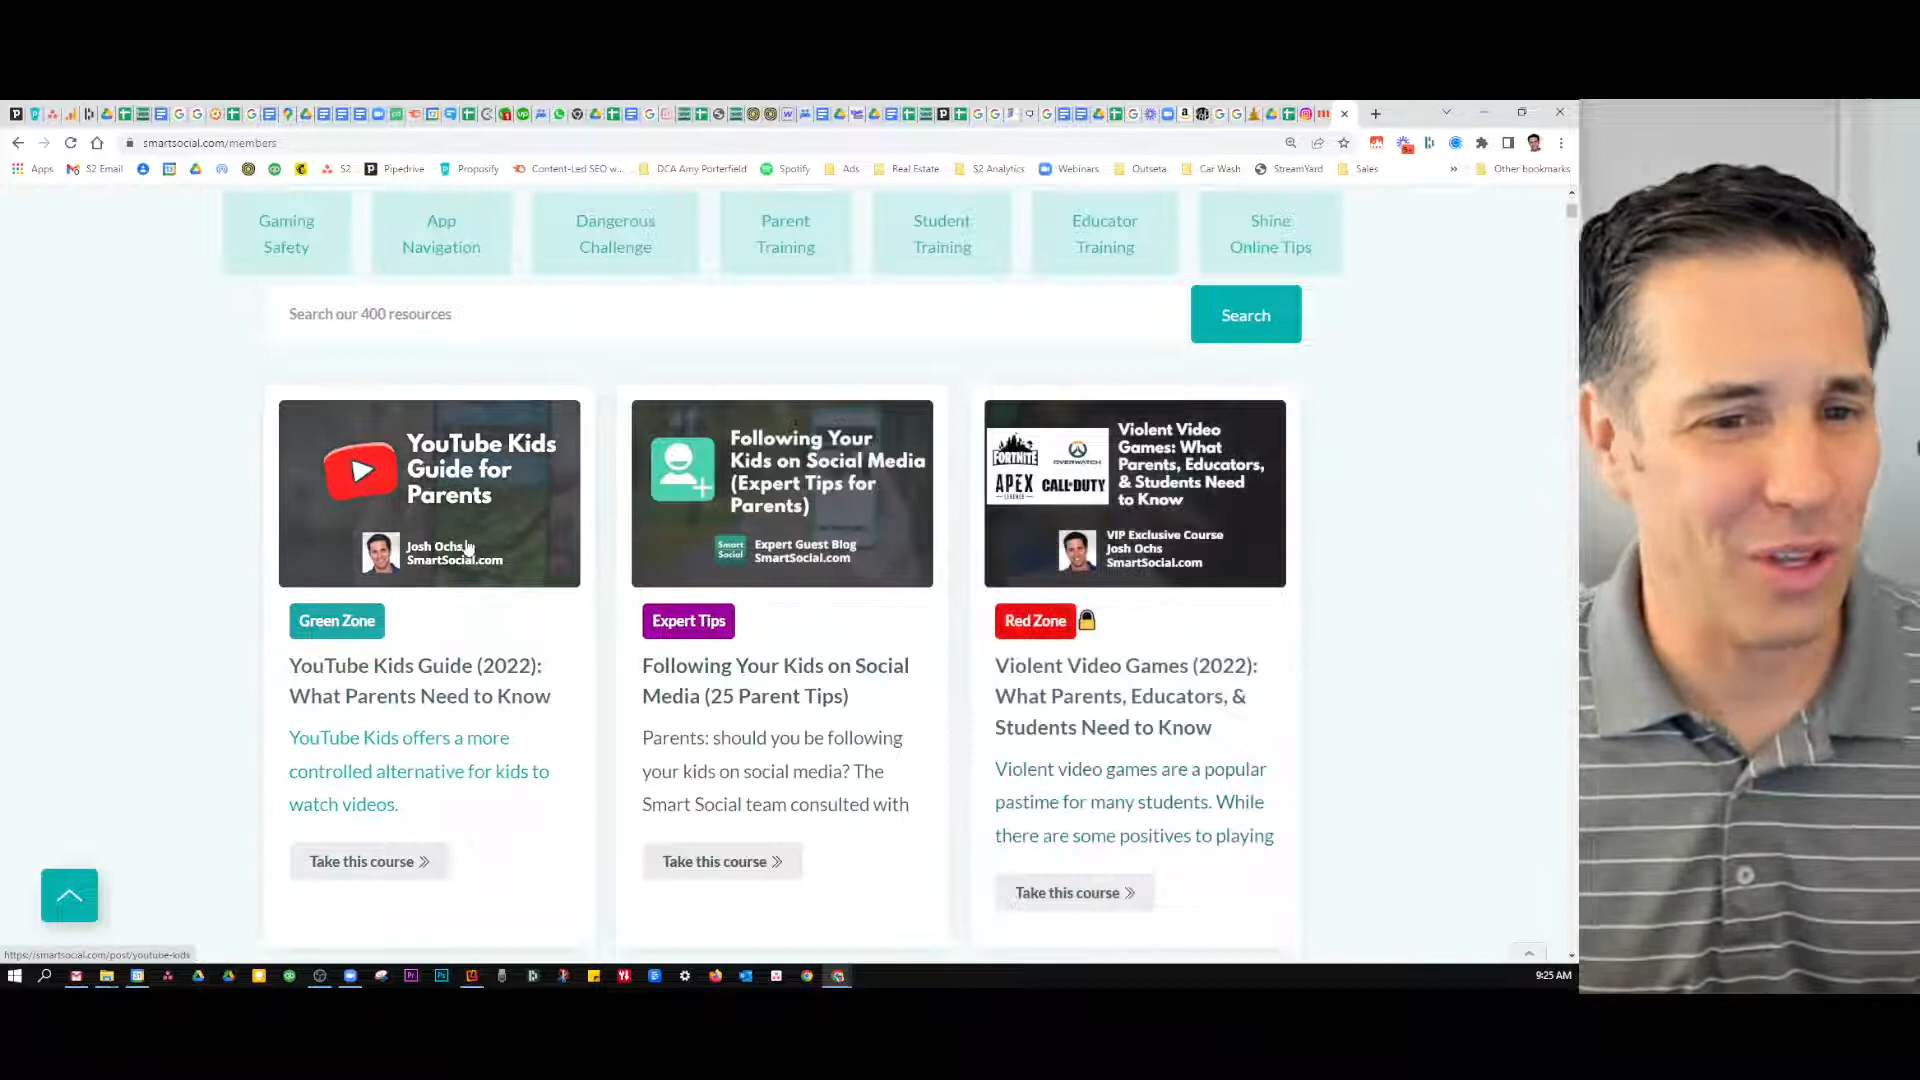 smartsocial.com/members
Apps
S2 Email
S2
Pipedrive
Proposify
Content-Led SEO w...
DCA Amy Porterfield
Spotify
Ads
Real Estate
S2 Analytics
Webinars
Outseta
Car Wash
StreamYard
Sales
»
Other bookmarks
Gaming
Safety
App
Navigation
Dangerous
Challenge
Parent
Training
Student
Training
Educator
Training
Shine
Online Tips
Search our 400 resources
Search
YouTube Kids
Guide for
Parents
Josh Ochs
SmartSocial.com
Green Zone
YouTube Kids Guide (2022):
What Parents Need to Know
YouTube Kids offers a more
controlled alternative for kids to
watch videos.
Take this course
Following Your
Kids on Social Media
(Expert Tips for
Parents)
Smart
Social
Expert Guest Blog
SmartSocial.com
Expert Tips
Following Your Kids on Social
Media (25 Parent Tips)
Parents: should you be following
your kids on social media? The
Smart Social team consulted with
Take this course
FORTNITE
OVERWATCH
APEX
LEGENDS
CALL OF DUTY
Violent Video
Games: What
Parents, Educators,
& Students Need
to Know
VIP Exclusive Course
Josh Ochs
SmartSocial.com
Red Zone
Violent Video Games (2022):
What Parents, Educators, &
Students Need to Know
Violent video games are a popular
pastime for many students. While
there are some positives to playing
Take this course
https://smartsocial.com/post/youtube-kids
9:25 AM